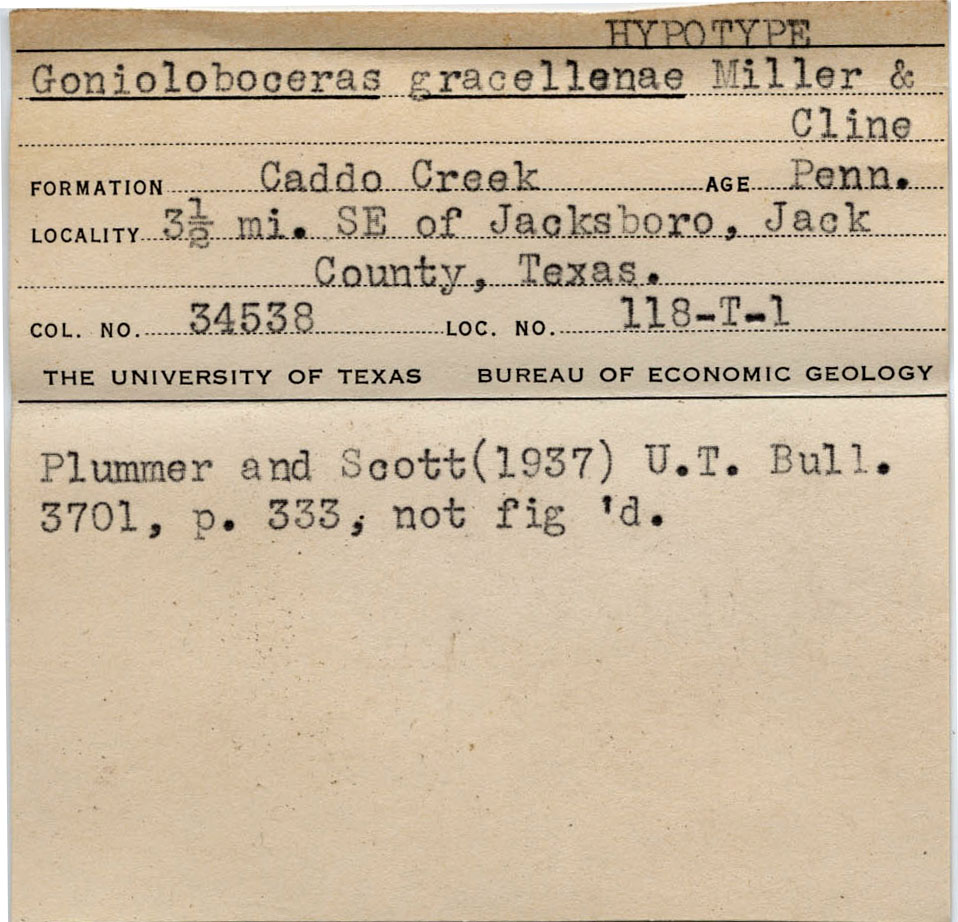 HYPOTYPE
Gonioloboceras gracellenae Miller &
Cline
FORMATION Caddo Creek AGE Penn.
LOCALITY 3½ mi. SE of Jacksboro, Jack
County, Texas.
COL. NO. 34538 LOC. NO. 118-T-1
THE UNIVERSITY OF TEXAS BUREAU OF ECONOMIC GEOLOGY
Plummer and Scott(1937) U.T. Bull.
3701, p. 333, not fig 'd.